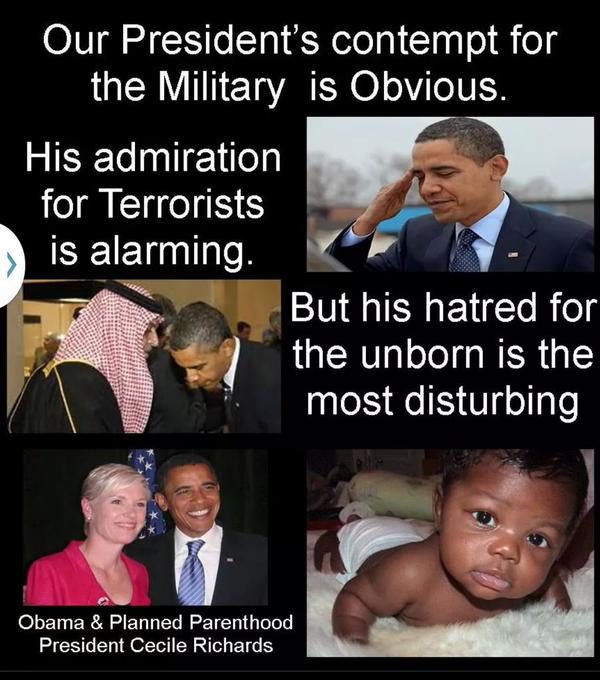 Our President's contempt for
the Military is Obvious.
His admiration
for Terrorists
is alarming.
But his hatred for
the unborn is the
most disturbing
Obama & Planned Parenthood
President Cecile Richards